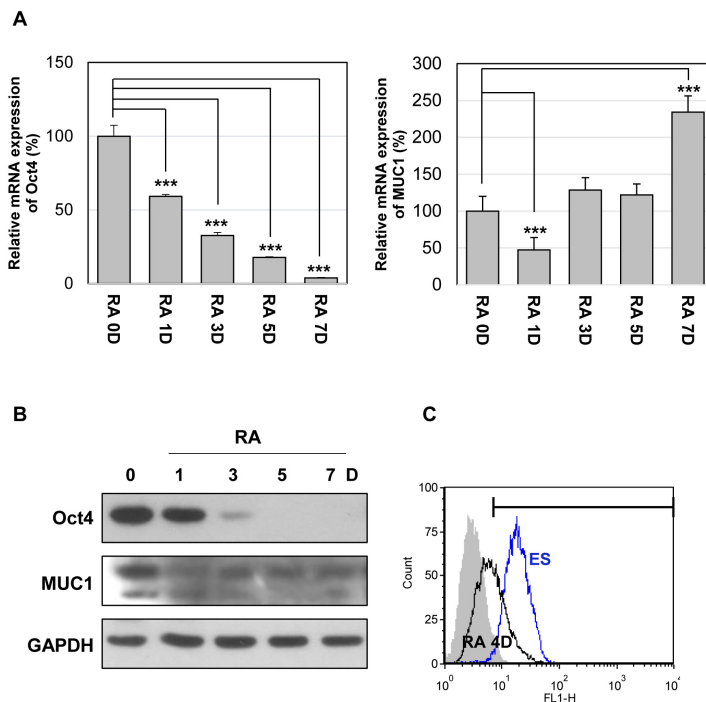 A
Relative mRNA expression
of Oct4 (%)
150
100
50
0
***
***
***
***
RA 0D
RA 1D
RA 3D
RA 5D
RA 7D
Relative mRNA expression
of MUC1 (%)
300
250
200
150
100
50
0
***
***
RA 0D
RA 1D
RA 3D
RA 5D
RA 7D
B
RA
0 1 3 5 7 D
Oct4
MUC1
GAPDH
C
Count
100
75
50
25
0
ES
RA 4D
10⁰ 10¹ 10² 10³ 10⁴
FL1-H